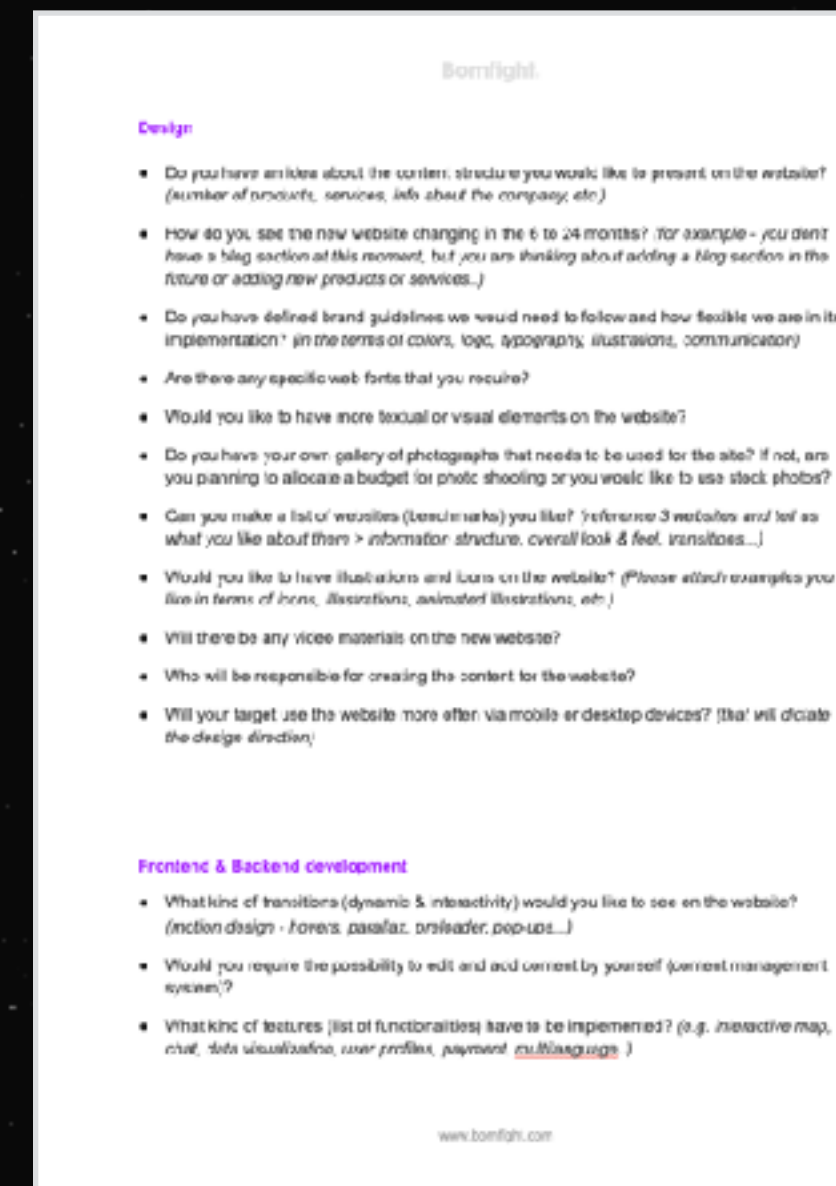 Bornfight.
Design
• Do you have an idea about the content structure you would like to present on the website?
(number of products, services, info about the company, etc.)
• How do you see the new website changing in the 6 to 24 months? (for example - you don't
have a blog section at this moment, but you are thinking about adding a blog section in the
future or adding new products or services..)
• Do you have defined brand guidelines we would need to follow and how flexible we are in its
implementation? (in the terms of colors, logo, typography, illustrations, communication)
• Are there any specific web fonts that you require?
• Would you like to have more textual or visual elements on the website?
• Do you have your own gallery of photographs that needs to be used for the site? If not, are
you planning to allocate a budget for photo shooting or you would like to use stock photos?
• Can you make a list of websites (benchmarks) you like? (reference 3 websites and tell us
what you like about them > information structure, overall look & feel, transitions...)
• Would you like to have illustrations and icons on the website? (Please attach examples you
like in terms of icons, illustrations, animated illustrations, etc.)
• Will there be any video materials on the new website?
• Who will be responsible for creating the content for the website?
• Will your target use the website more often via mobile or desktop devices? (that will dictate
the design direction)
Frontend & Backend development
• What kind of transitions (dynamic & interactivity) would you like to see on the website?
(motion design - hovers, parallax, preloader, pop-ups...)
• Would you require the possibility to edit and add content by yourself (content management
system)?
• What kind of features (list of functionalities) have to be implemented? (e.g. interactive map,
chat, data visualization, user profiles, payment, multilanguage..)
www.bornfight.com